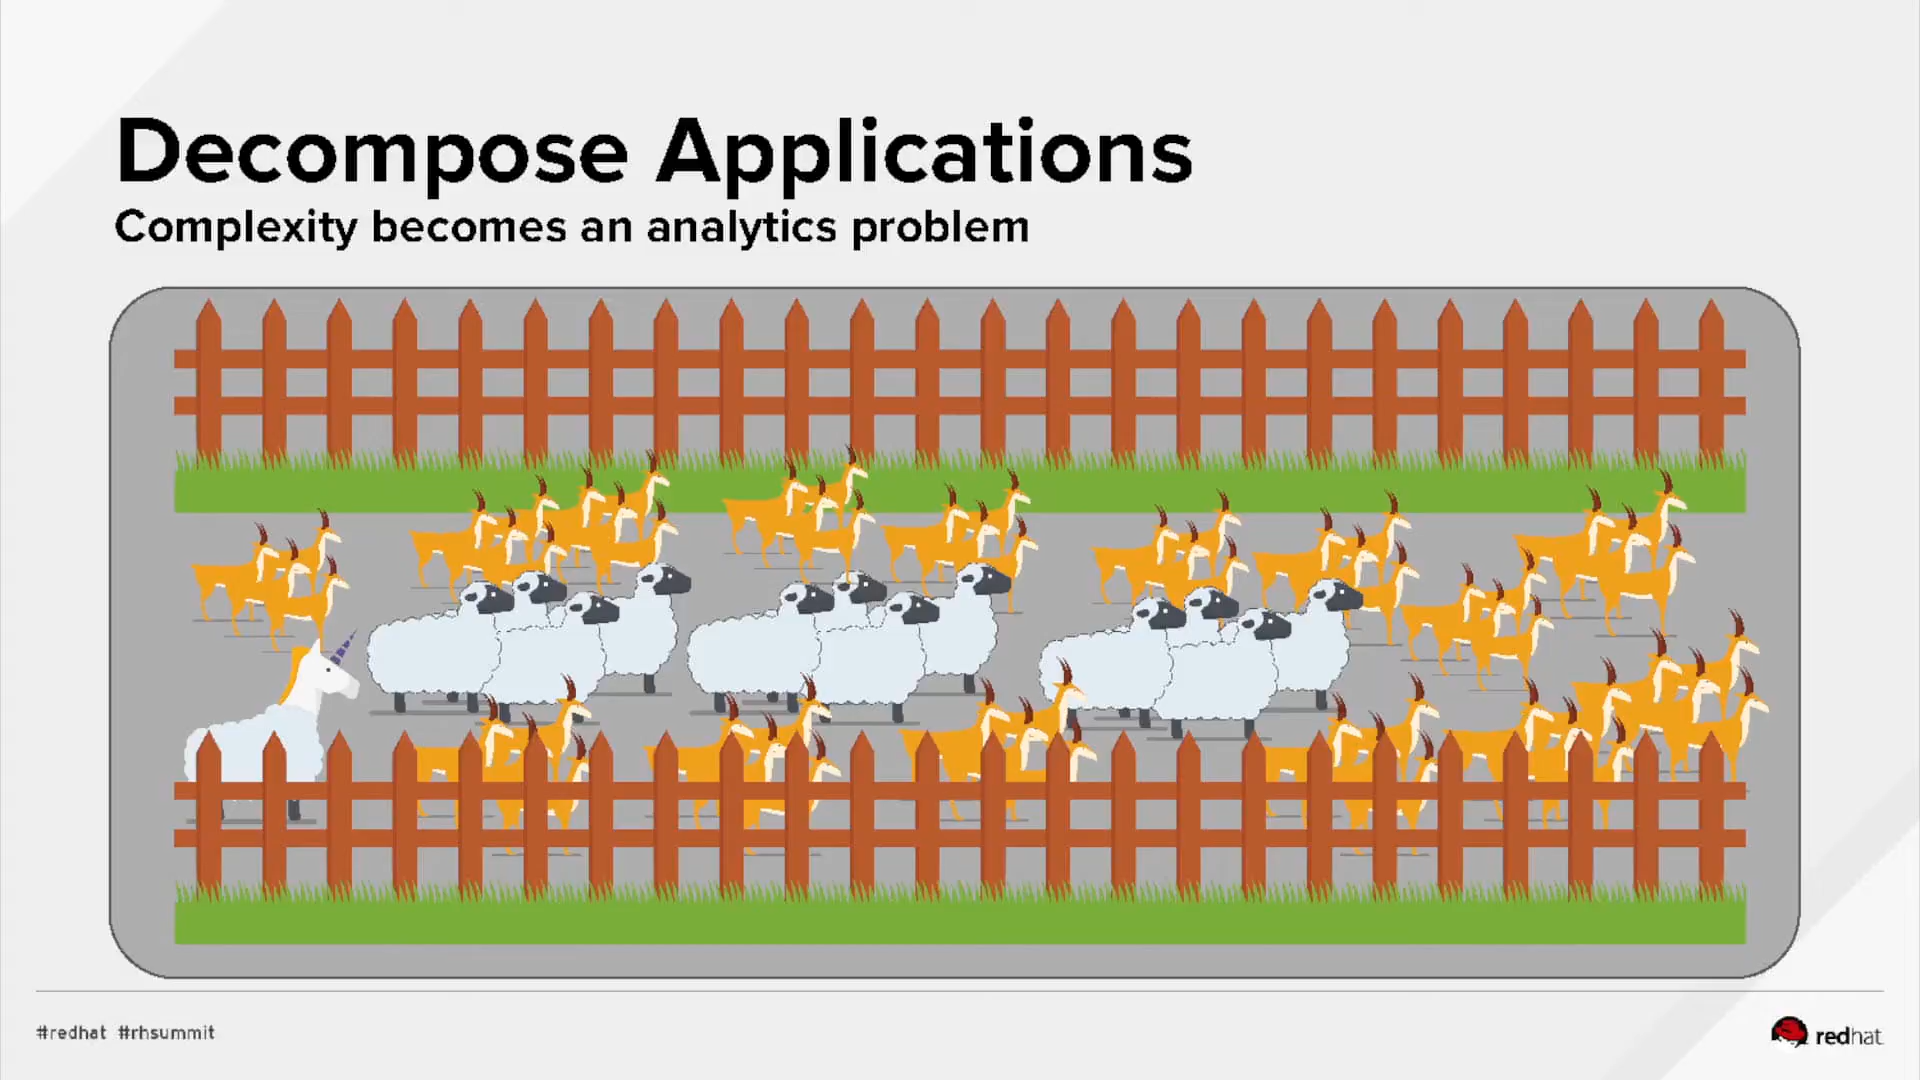 Decompose Applications
Complexity becomes an analytics problem
#redhat #rhsummit
redhat